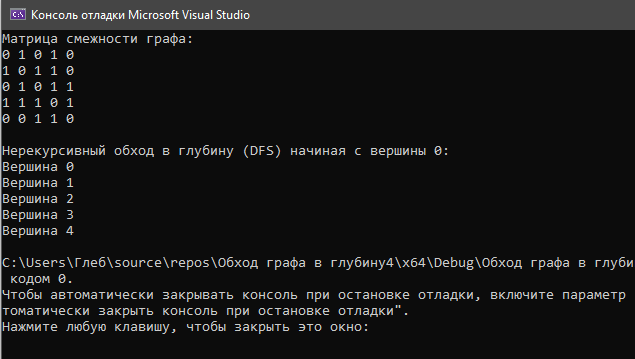 Консоль отладки Microsoft Visual Studio
Матрица смежности графа:
0 1 0 1 0
1 0 1 1 0
0 1 0 1 1
1 1 1 0 1
0 0 1 1 0
Нерекурсивный обход в глубину (DFS) начиная с вершины 0:
Вершина 0
Вершина 1
Вершина 2
Вершина 3
Вершина 4
C:\Users\Глеб\source\repos\Обход графа в глубину4\x64\Debug\Обход графа в глуби
кодом 0.
Чтобы автоматически закрывать консоль при остановке отладки, включите параметр
томатически закрыть консоль при остановке отладки".
Нажмите любую клавишу, чтобы закрыть это окно: